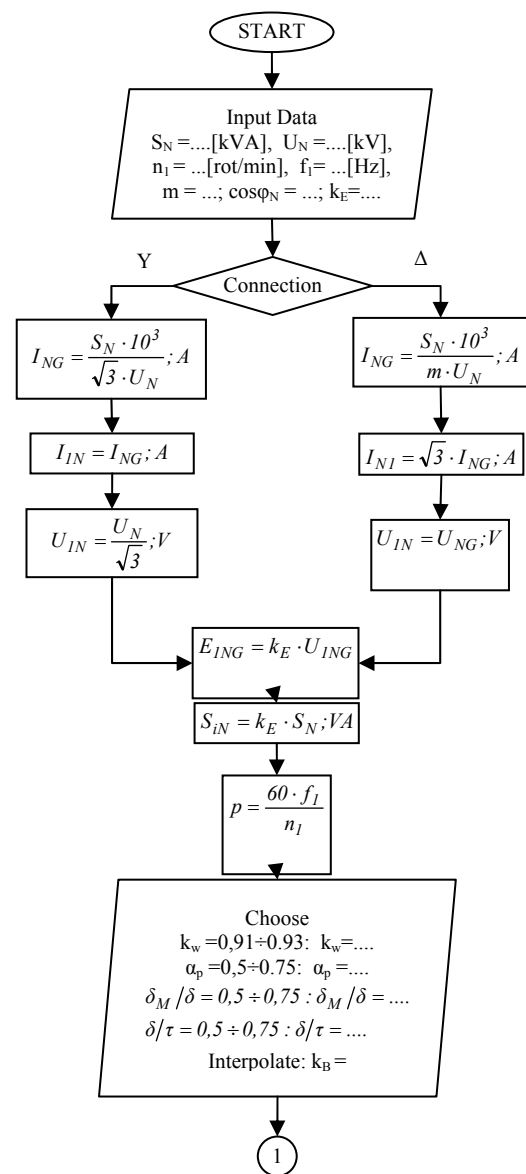 START
Input Data
S_N =....[kVA], U_N =....[kV],
n_1 = ...[rot/min], f_1= ...[Hz],
m = ...; cosφ_N = ...; k_E=....
Y
Δ
Connection
I_NG = S_N · 10^3 / √3 · U_N ; A
I_NG = S_N · 10^3 / m · U_N ; A
I_1N = I_NG ; A
I_N1 = √3 · I_NG ; A
U_1N = U_N / √3 ; V
U_1N = U_NG ; V
E_1NG = k_E · U_1NG
S_iN = k_E · S_N ; VA
p = 60 · f_1 / n_1
Choose
k_w =0,91÷0.93: k_w=....
α_p =0,5÷0.75: α_p =....
δ_M/δ = 0,5 ÷ 0,75 : δ_M/δ = ....
δ/τ = 0,5 ÷ 0,75 : δ/τ = ....
Interpolate: k_B =
1